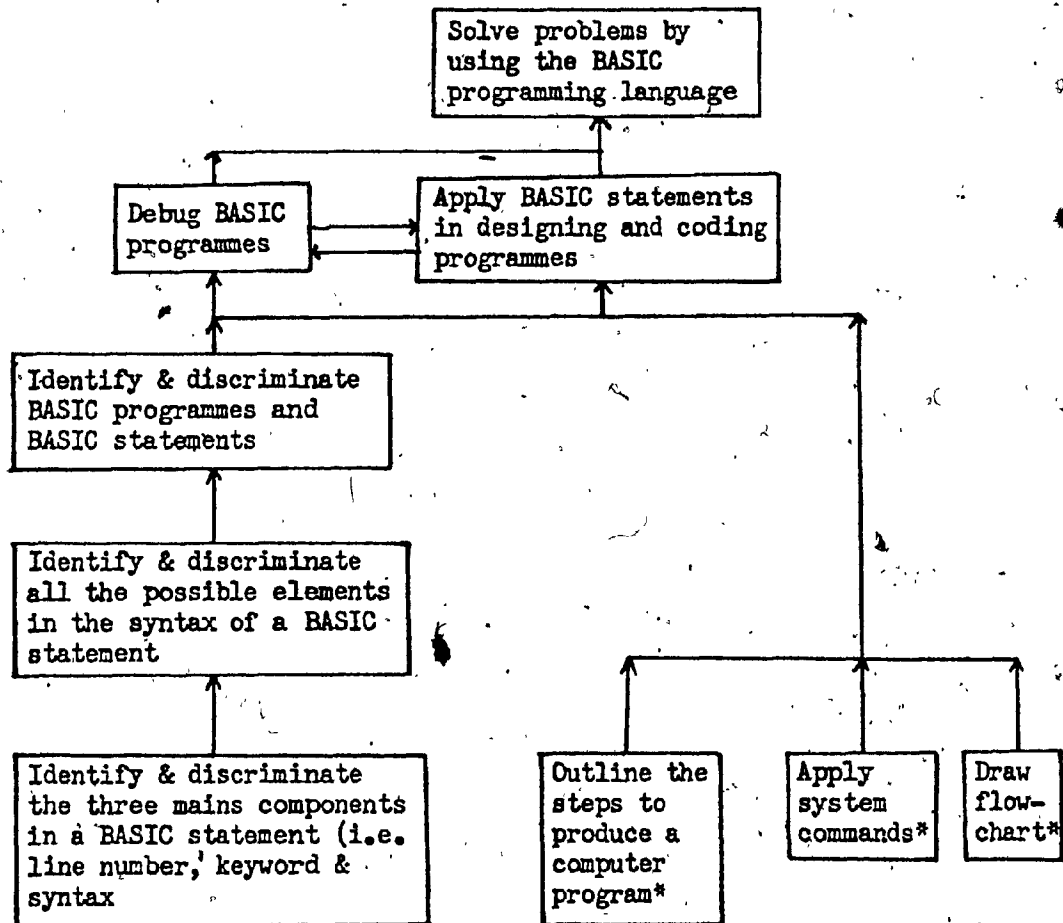 Solve problems by
using the BASIC
programming language
Debug BASIC
programmes
Apply BASIC statements
in designing and coding
programmes
Identify & discriminate
BASIC programmes and
BASIC statements
Identify & discriminate
all the possible elements
in the syntax of a BASIC
statement
Identify & discriminate
the three mains components
in a BASIC statement (i.e.
line number, keyword &
syntax
Outline the
steps to
produce a
computer
program*
Apply
system
commands*
Draw
flow-
chart*